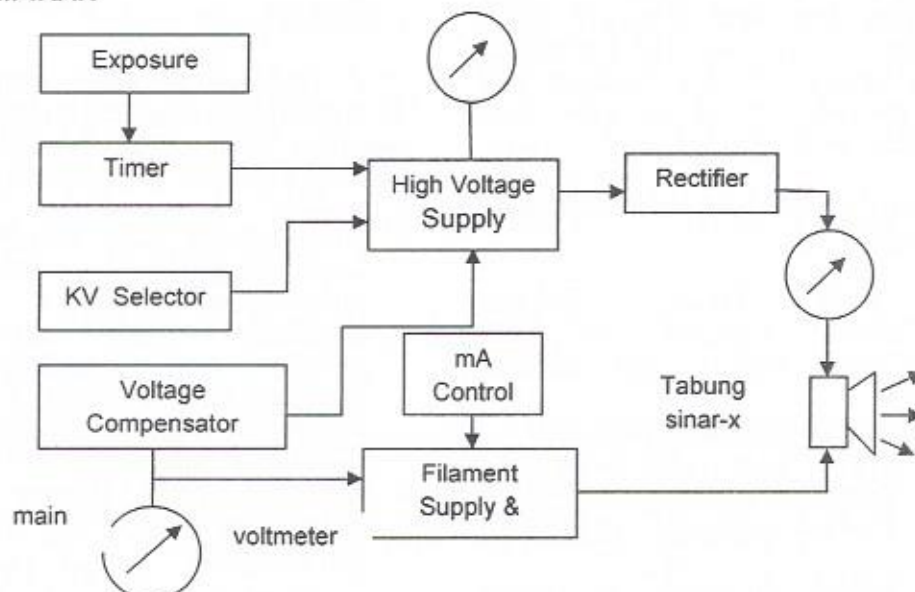 Exposure
Timer
KV Selector
Voltage
Compensator
main
voltmeter
High Voltage
Supply
mA
Control
Filament
Supply &
Rectifier
Tabung
sinar-x